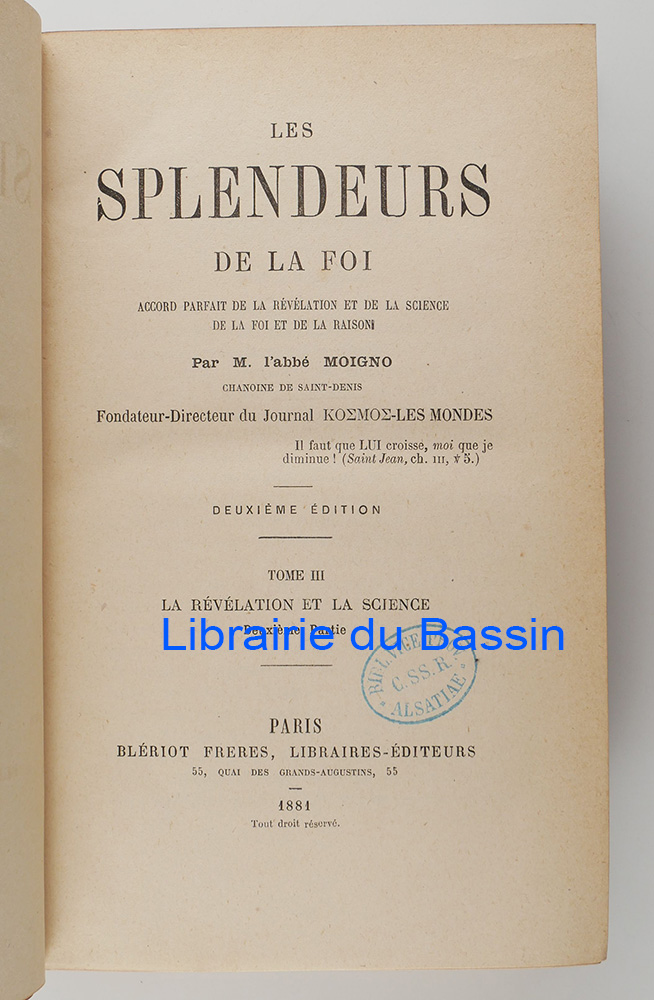 LES
SPLENDEURS
DE LA FOI
ACCORD PARFAIT DE LA RÉVÉLATION ET DE LA SCIENCE
DE LA FOI ET DE LA RAISON
Par M. l'abbé MOIGNO
CHANOINE DE SAINT-DENIS
Fondateur-Directeur du Journal ΚΟΣΜΟΣ-LES MONDES
Il faut que LUI croisse, moi que je
diminue ! (Saint Jean, ch. III, ℣ 5.)
DEUXIÈME ÉDITION
TOME III
LA RÉVÉLATION ET LA SCIENCE
Deuxième Partie
Librairie du Bassin
C. SS. R.
ALSATIAE
PARIS
BLÉRIOT FRERES, LIBRAIRES-ÉDITEURS
55, QUAI DES GRANDS-AUGUSTINS, 55
1881
Tout droit réservé.